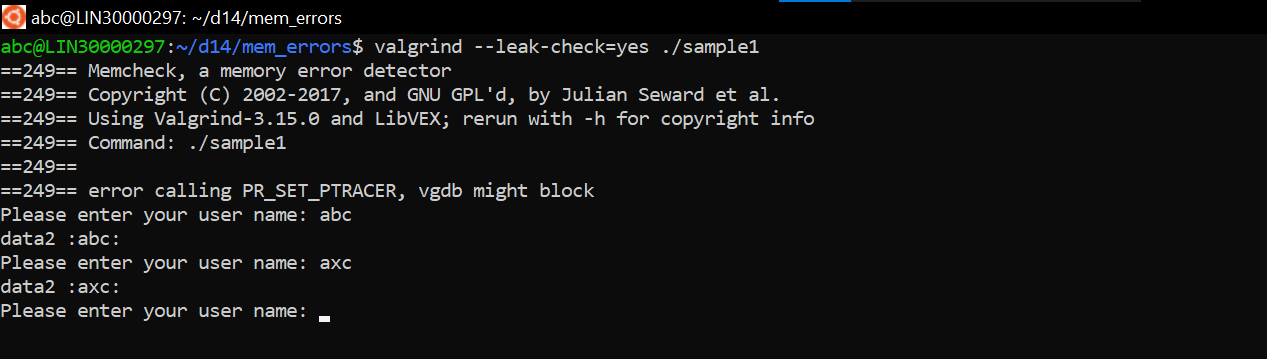 abc@LIN30000297: ~/d14/mem_errors
abc@LIN30000297:~/d14/mem_errors$ valgrind --leak-check=yes ./sample1
==249== Memcheck, a memory error detector
==249== Copyright (C) 2002-2017, and GNU GPL'd, by Julian Seward et al.
==249== Using Valgrind-3.15.0 and LibVEX; rerun with -h for copyright info
==249== Command: ./sample1
==249==
==249== error calling PR_SET_PTRACER, vgdb might block
Please enter your user name: abc
data2 :abc:
Please enter your user name: axc
data2 :axc:
Please enter your user name: